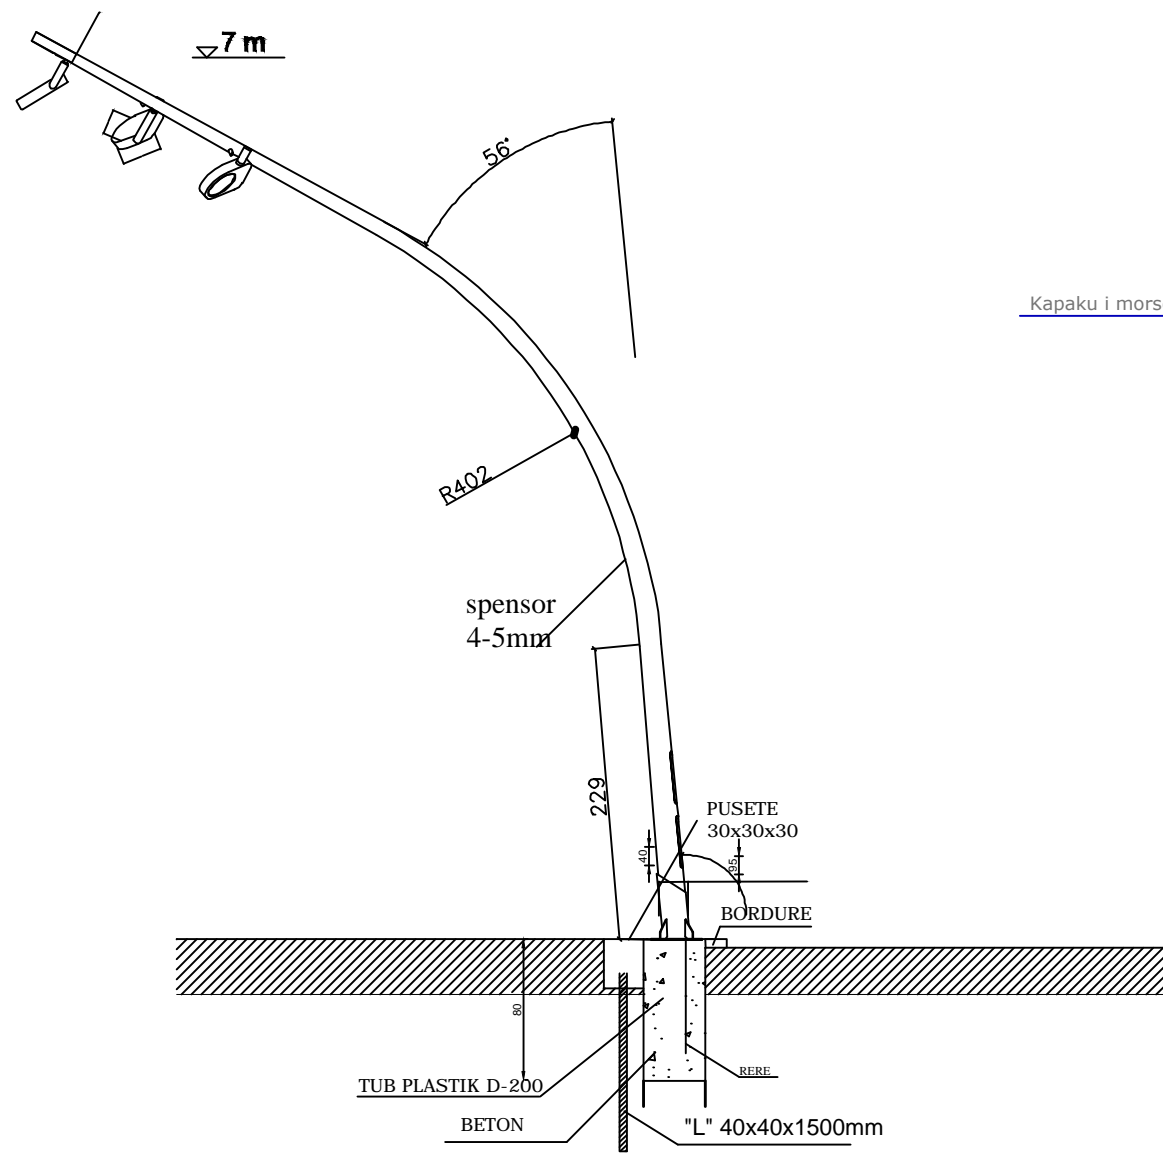 7 m
56°
Kapaku i mors
R402
spensor
4-5mm
229
PUSETE
30x30x30
40
95
BORDURE
80
RERE
TUB PLASTIK D-200
BETON
"L" 40x40x1500mm